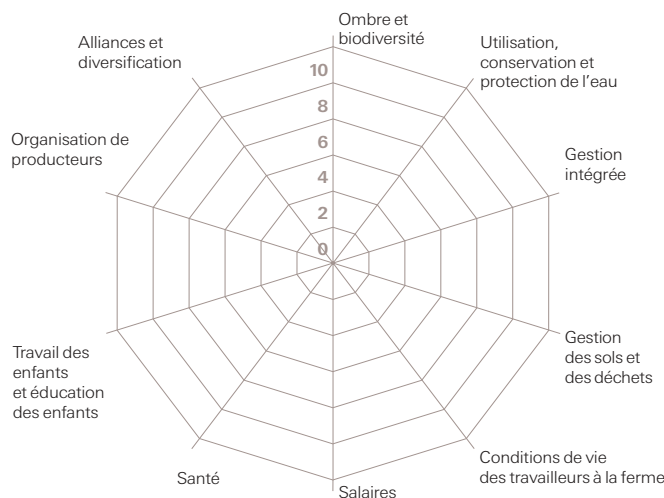 Ombre et
biodiversité
Utilisation,
conservation et
protection de l’eau
Gestion
intégrée
Gestion
des sols et
des déchets
Conditions de vie
des travailleurs à la ferme
Salaires
Santé
Travail des
enfants
et éducation
des enfants
Organisation de
producteurs
Alliances et
diversification
10
8
6
4
2
0